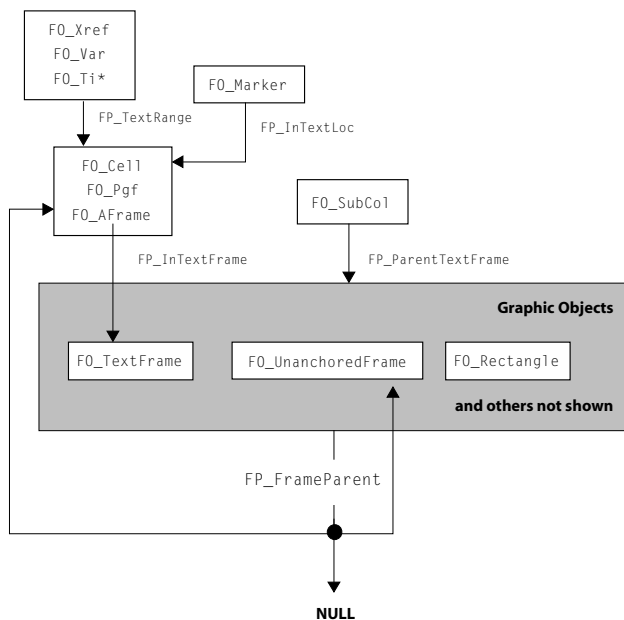 FO_Xref
FO_Var
FO_Ti*
FO_Marker
FP_TextRange
FP_InTextLoc
FO_Cell
FO_Pgf
FO_AFrame
FO_SubCol
FP_InTextFrame
FP_ParentTextFrame
Graphic Objects
FO_TextFrame
FO_UnanchoredFrame
FO_Rectangle
and others not shown
FP_FrameParent
NULL